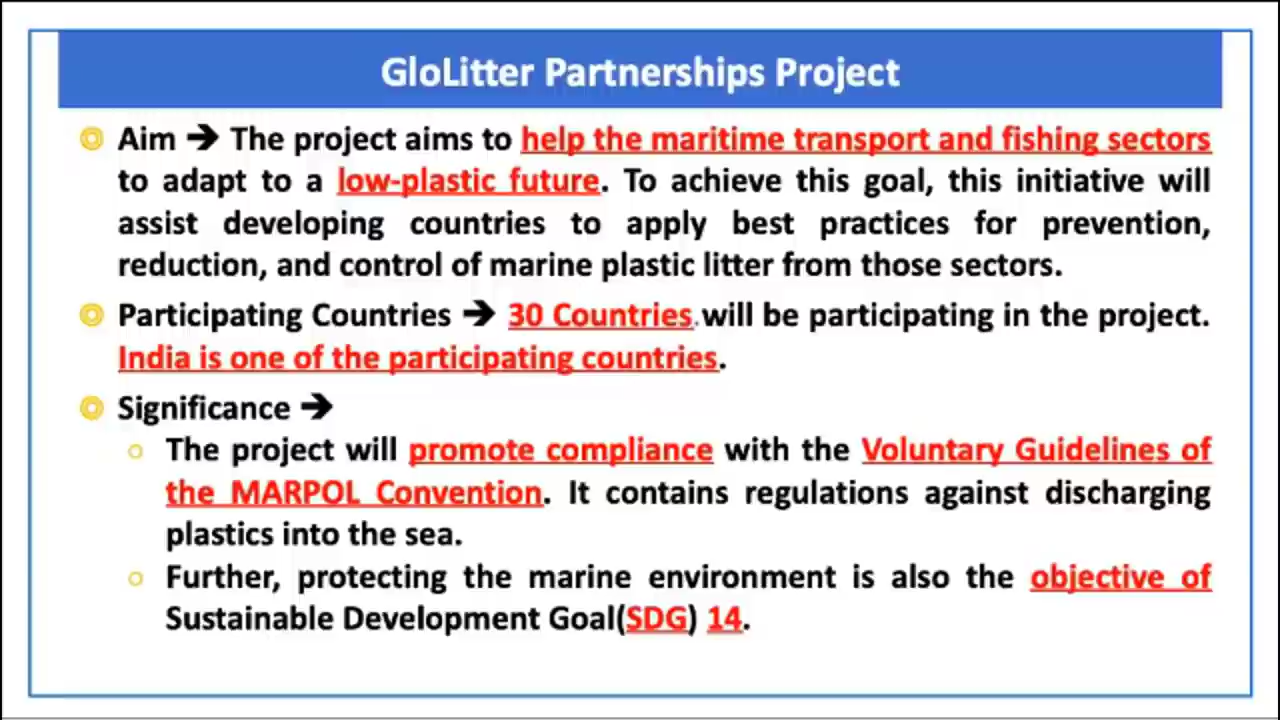 GloLitter Partnerships Project
Aim ➔ The project aims to help the maritime transport and fishing sectors
to adapt to a low-plastic future. To achieve this goal, this initiative will
assist developing countries to apply best practices for prevention,
reduction, and control of marine plastic litter from those sectors.
Participating Countries ➔ 30 Countries will be participating in the project.
India is one of the participating countries.
Significance ➔
The project will promote compliance with the Voluntary Guidelines of
the MARPOL Convention. It contains regulations against discharging
plastics into the sea.
Further, protecting the marine environment is also the objective of
Sustainable Development Goal(SDG) 14.